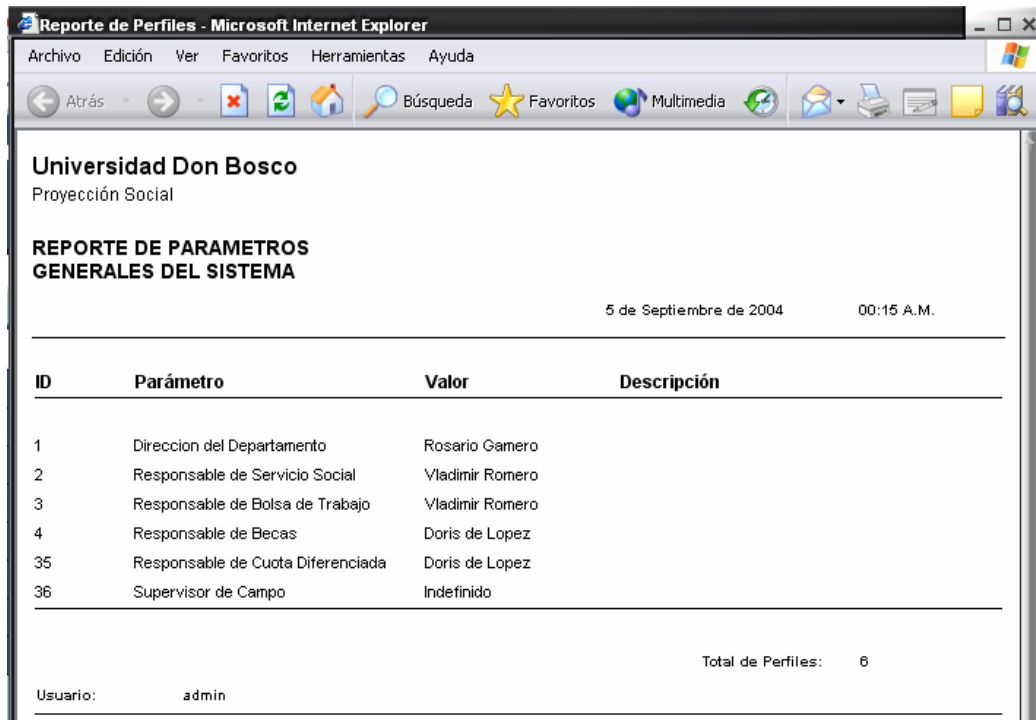 Reporte de Perfiles - Microsoft Internet Explorer
Archivo Edición Ver Favoritos Herramientas Ayuda
Atrás Búsqueda Favoritos Multimedia
Universidad Don Bosco
Proyección Social
REPORTE DE PARAMETROS
GENERALES DEL SISTEMA
5 de Septiembre de 2004 00:15 A.M.
ID Parámetro Valor Descripción
1 Direccion del Departamento Rosario Gamero
2 Responsable de Servicio Social Vladimir Romero
3 Responsable de Bolsa de Trabajo Vladimir Romero
4 Responsable de Becas Doris de Lopez
35 Responsable de Cuota Diferenciada Doris de Lopez
36 Supervisor de Campo Indefinido
Total de Perfiles: 6
Usuario: admin